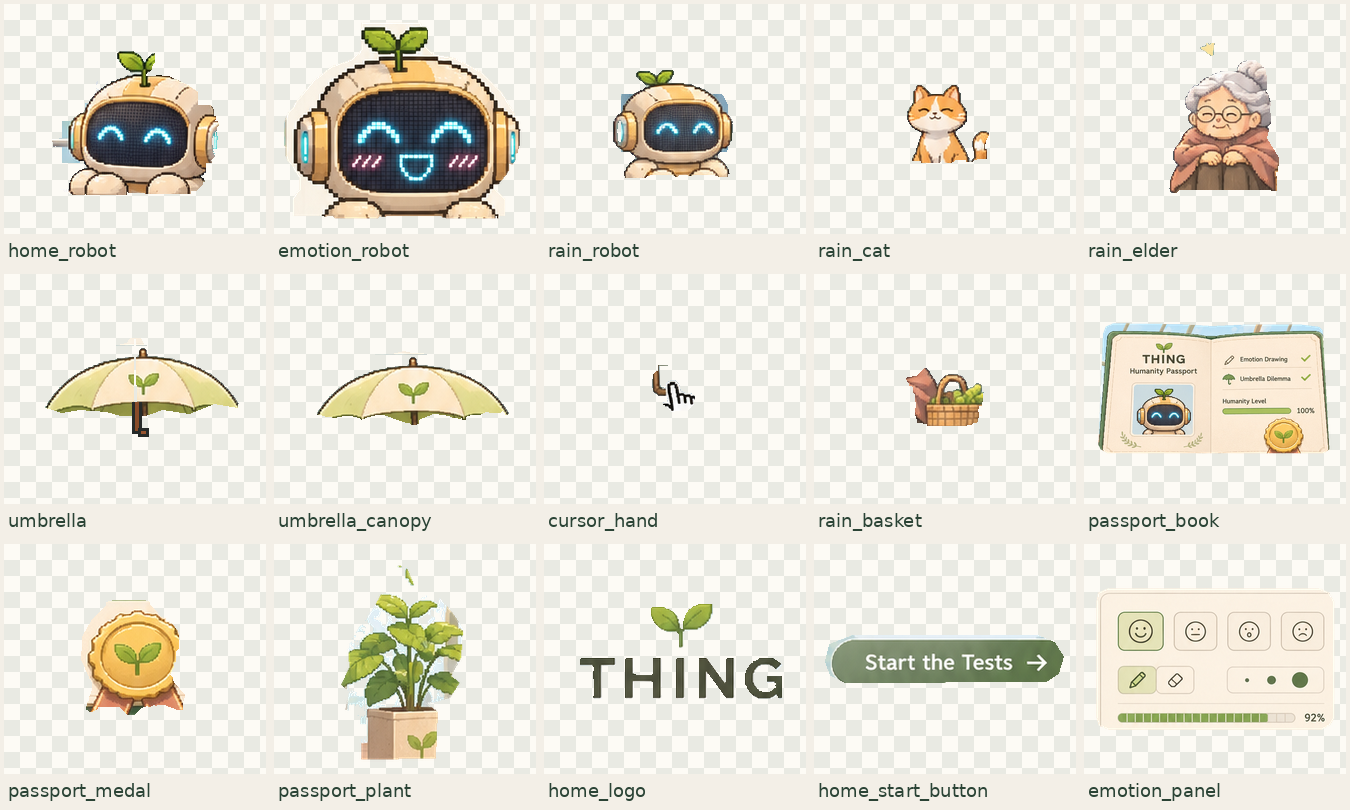 home_robot
emotion_robot
rain_robot
rain_cat
rain_elder
THING
Humanity Passport
Emotion Drawing
Umbrella Dilemma
Humanity Level
100%
umbrella
umbrella_canopy
cursor_hand
rain_basket
passport_book
THING
Start the Tests →
92%
passport_medal
passport_plant
home_logo
home_start_button
emotion_panel